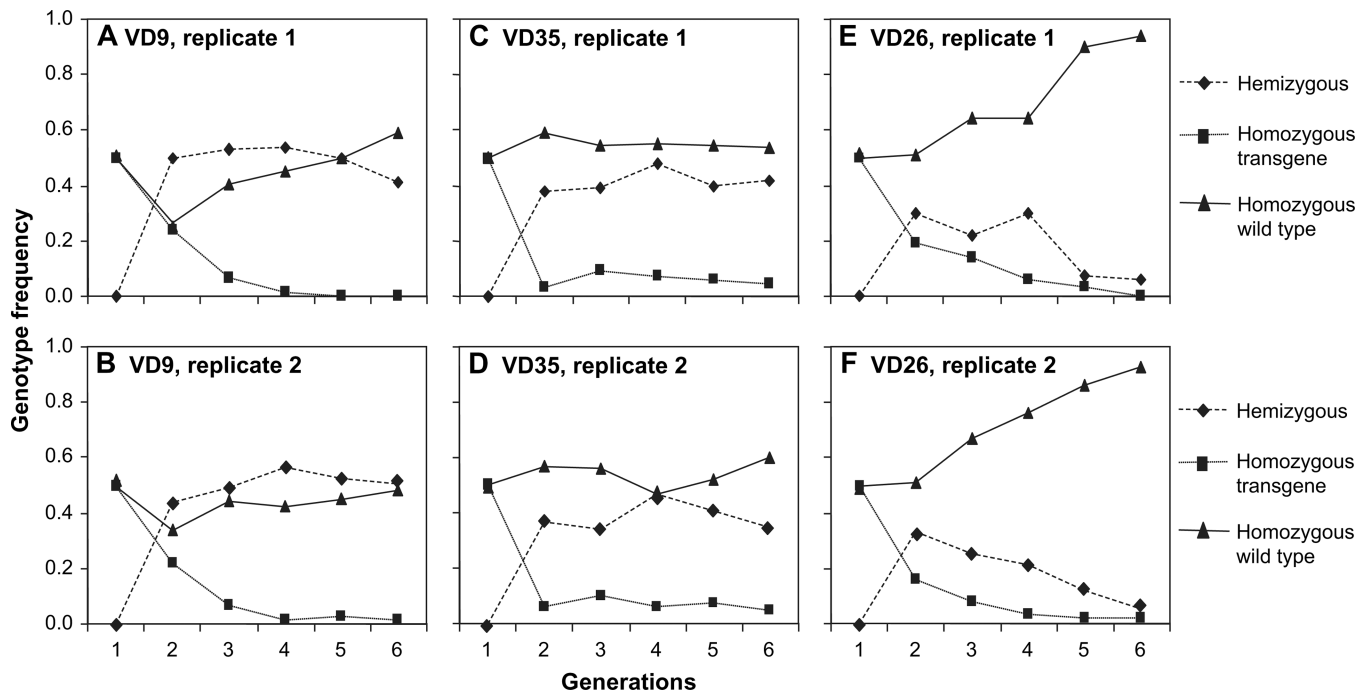 Genotype frequency
A VD9, replicate 1
C VD35, replicate 1
E VD26, replicate 1
1.0
0.8
0.6
0.4
0.2
0.0
Hemizygous
Homozygous
transgene
Homozygous
wild type
B VD9, replicate 2
D VD35, replicate 2
F VD26, replicate 2
1.0
0.8
0.6
0.4
0.2
0.0
1 2 3 4 5 6
1 2 3 4 5 6
1 2 3 4 5 6
Generations
Hemizygous
Homozygous
transgene
Homozygous
wild type